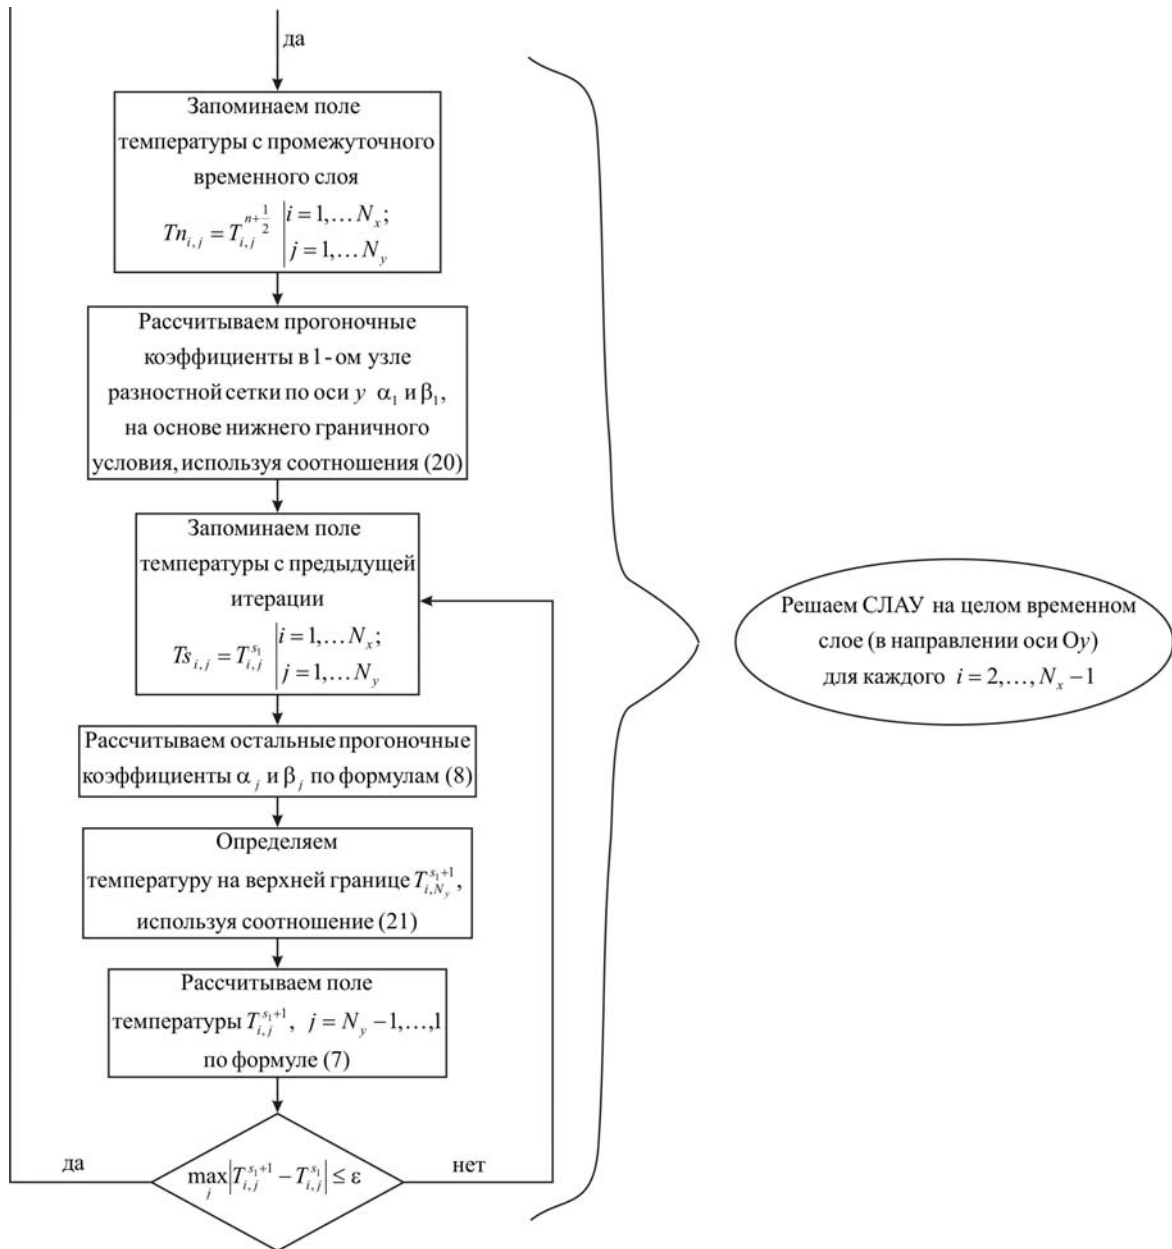 да
Запоминаем поле
температуры с промежуточного
временного слоя
Tn_{i,j} = T_{i,j}^{n+\frac{1}{2}} | i = 1,… N_x;
j = 1,… N_y
Рассчитываем прогоночные
коэффициенты в 1- ом узле
разностной сетки по оси y α_1 и β_1,
на основе нижнего граничного
условия, используя соотношения (20)
Запоминаем поле
температуры с предыдущей
итерации
Ts_{i,j} = T_{i,j}^{s_1} | i = 1,… N_x;
j = 1,… N_y
Рассчитываем остальные прогоночные
коэффициенты α_j и β_j по формулам (8)
Определяем
температуру на верхней границе T_{i,N_y}^{s_1+1},
используя соотношение (21)
Рассчитываем поле
температуры T_{i,j}^{s_1+1}, j = N_y −1,…,1
по формуле (7)
да
max_j |T_{i,j}^{s_1+1} − T_{i,j}^{s_1}| ≤ ε
нет
Решаем СЛАУ на целом временном
слое (в направлении оси Oy)
для каждого i = 2,…, N_x −1